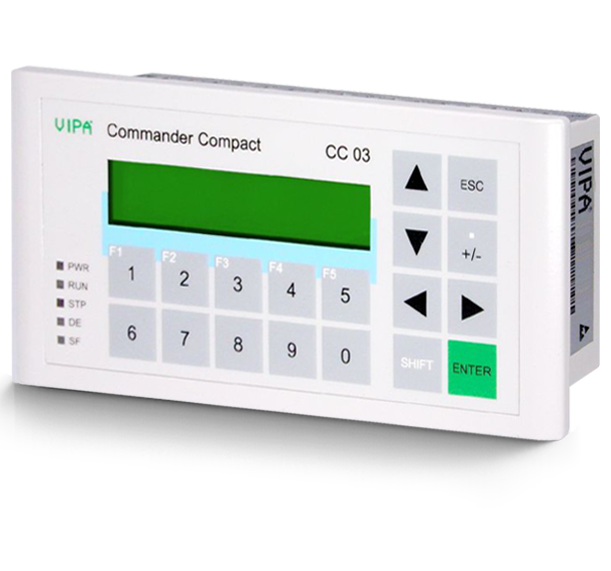 VIPA Commander Compact CC 03
ESC
+/-
F1 F2 F3 F4 F5
1 2 3 4 5
PWR
RUN
STP
DE
SF
6 7 8 9 0
SHIFT ENTER
VIPA